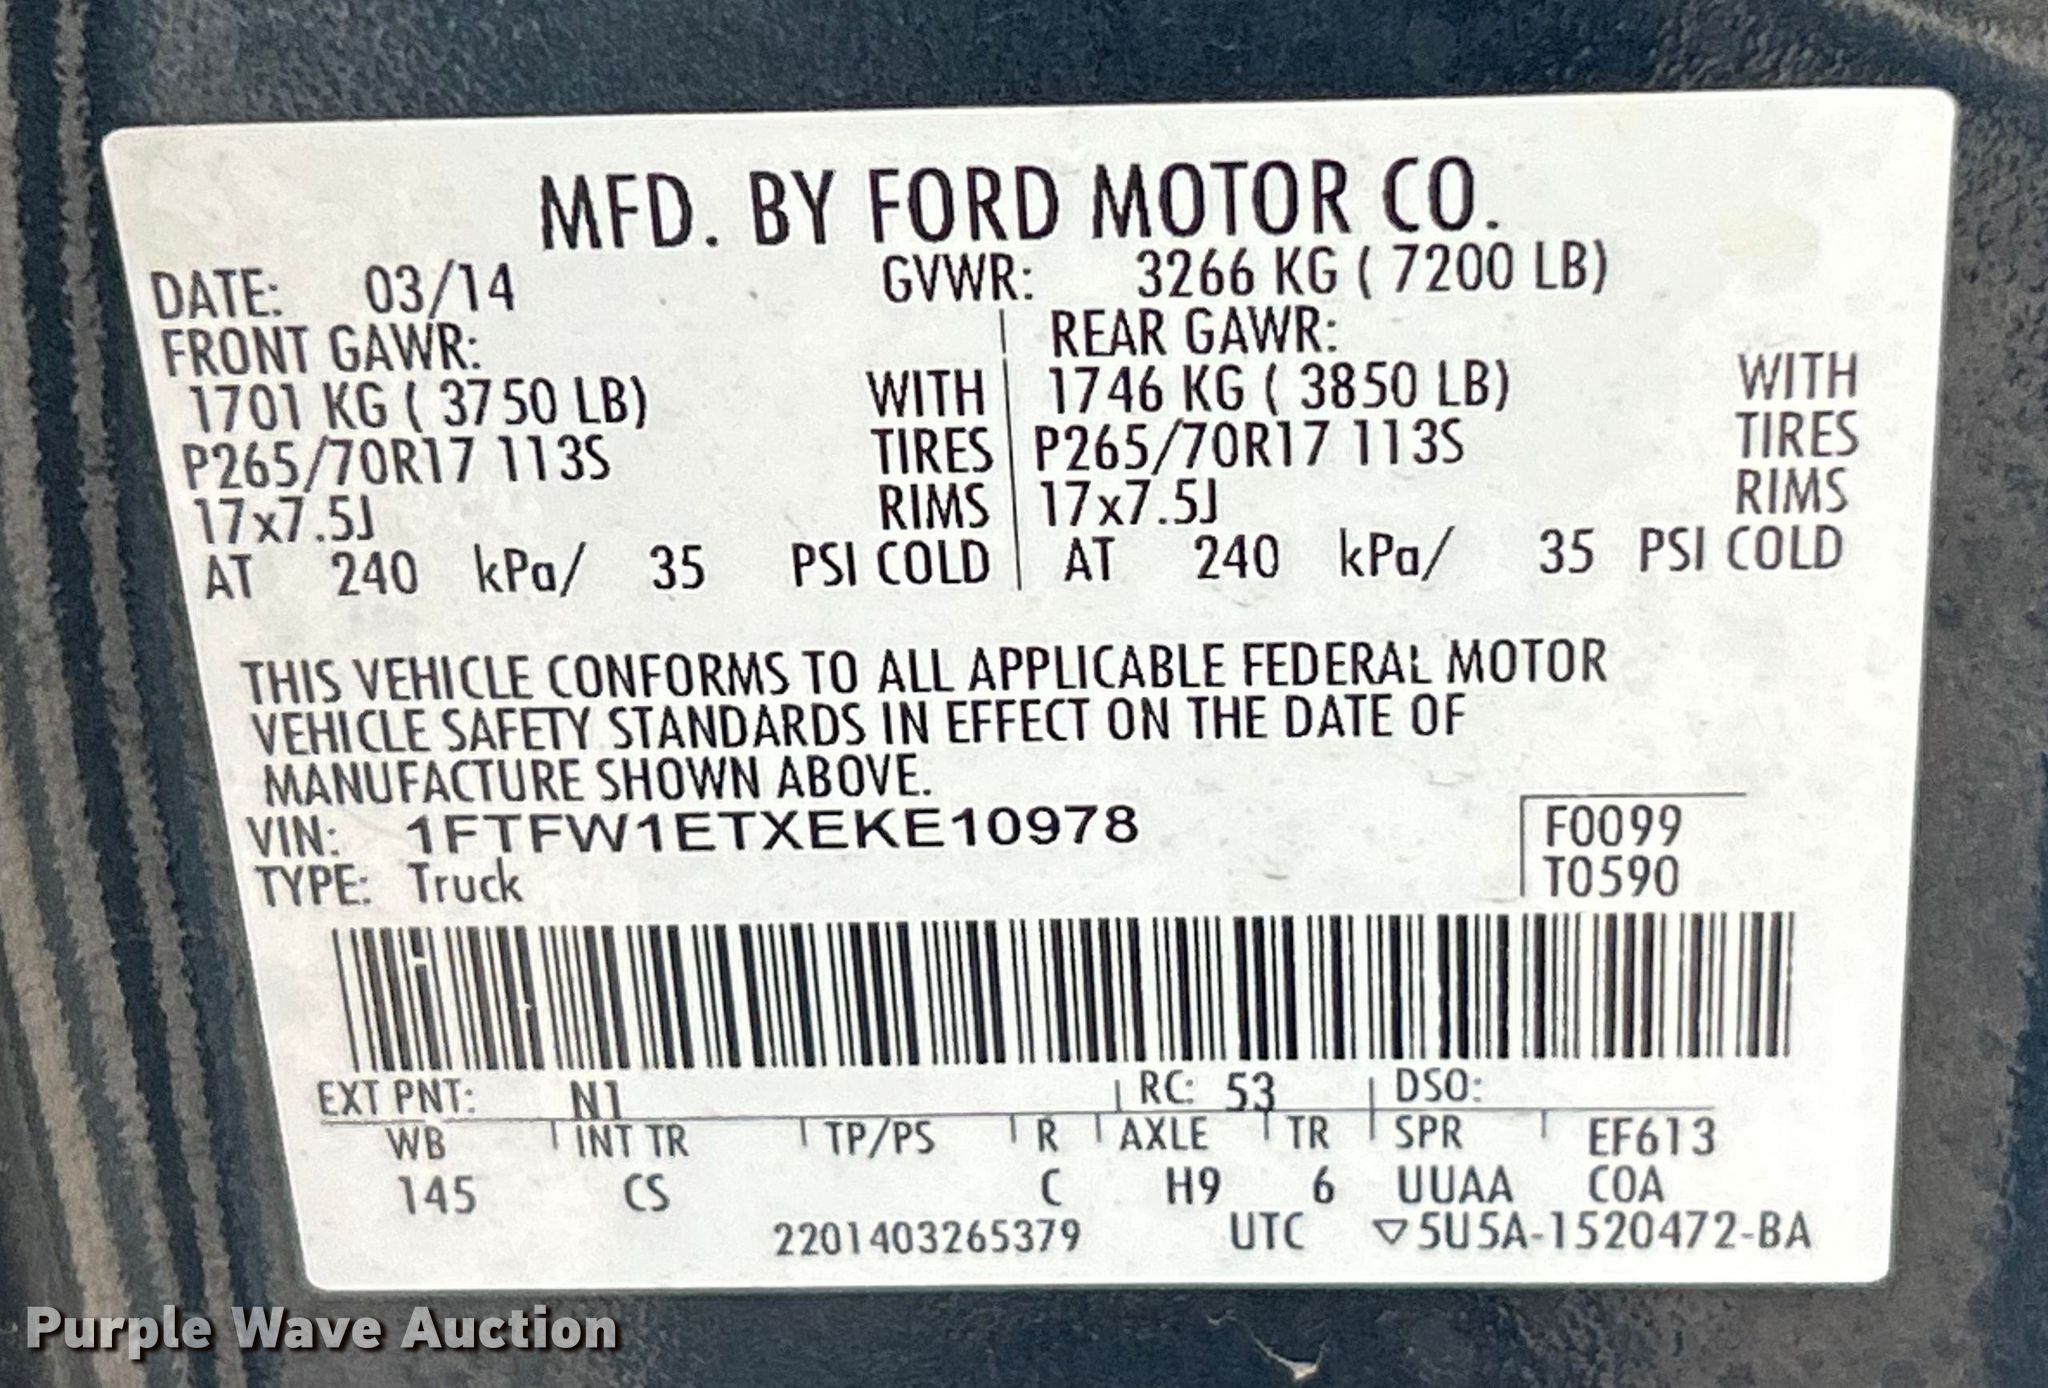 MFD. BY FORD MOTOR CO.
DATE: 03/14 GVWR: 3266 KG ( 7200 LB)
FRONT GAWR: REAR GAWR:
1701 KG ( 3750 LB) WITH 1746 KG ( 3850 LB) WITH
P265/70R17 113S TIRES P265/70R17 113S TIRES
17x7.5J RIMS 17x7.5J RIMS
AT 240 kPa/ 35 PSI COLD AT 240 kPa/ 35 PSI COLD
THIS VEHICLE CONFORMS TO ALL APPLICABLE FEDERAL MOTOR
VEHICLE SAFETY STANDARDS IN EFFECT ON THE DATE OF
MANUFACTURE SHOWN ABOVE.
VIN: 1FTFW1ETXEKE10978 F0099
TYPE: Truck T0590
EXT PNT: N1 RC: 53 DSO:
WB INT TR TP/PS R AXLE TR SPR EF613
145 CS C H9 6 UUAA COA
2201403265379 UTC ▽5U5A-1520472-BA
Purple Wave Auction